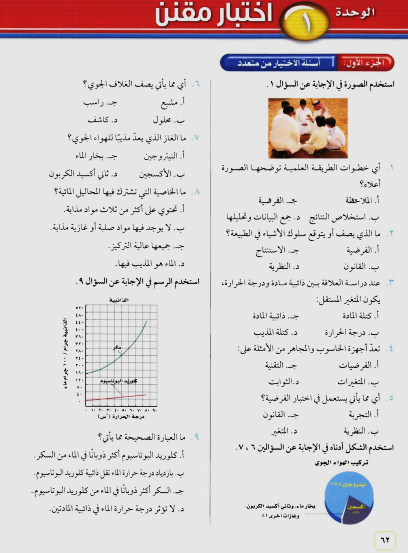 الوحدة
١
اختبار مقنن
الجزء الأول:
أسئلة الاختيار من متعدد
استخدم الصورة في الإجابة عن السؤال ١.
١. أي خطوات الطريقة العلمية توضحها الصورة
أعلاه؟
أ. الملاحظة
جـ. الفرضية
ب. استخلاص النتائج
د. جمع البيانات وتحليلها
٢. ما الذي يصف أو يتوقع سلوك الأشياء في الطبيعة؟
أ. الفرضية
جـ. الاستنتاج
ب. القانون
د. النظرية
٣. عند دراسة العلاقة بين ذائبية مادة ودرجة الحرارة،
يكون المتغير المستقل:
أ. كتلة المادة
جـ. ذائبية المادة
ب. درجة الحرارة
د. كتلة المذيب
٤. تعدّ أجهزة الحاسوب والمجاهر من الأمثلة على:
أ. الفرضيات
جـ. التقنية
ب. المتغيرات
د. الثوابت
٥. أي مما يأتي يستعمل في اختبار الفرضية؟
أ. التجربة
جـ. القانون
ب. النظرية
د. المتغير
استخدم الشكل أدناه في الإجابة عن السؤالين ٦ ، ٧.
تركيب الهواء الجوي
نيتروجين ٧٨٪
أكسجين
٢١٪
بخار ماء، وثاني أكسيد الكربون،
وغازات أخرى ١٪
٦. أي مما يأتي يصف الغلاف الجوي؟
أ. مشبع
جـ. راسب
ب. محلول
د. كاشف
٧. ما الغاز الذي يعدّ مذيبًا للهواء الجوي؟
أ. النيتروجين
جـ. بخار الماء
ب. الأكسجين
د. ثاني أكسيد الكربون
٨. ما الخاصية التي تشترك فيها المحاليل المائية؟
أ. تحتوي على أكثر من ثلاث مواد مذابة.
ب. لا يوجد فيها مواد صلبة أو غازية مذابة.
جـ. جميعها عالية التركيز.
د. الماء هو المذيب فيها.
استخدم الرسم في الإجابة عن السؤال ٩.
الذائبية
الذائبية جرام/١٠٠ جرام ماء
سكر
كلوريد البوتاسيوم
درجة الحرارة (°س)
٩. ما العبارة الصحيحة مما يأتي؟
أ. كلوريد البوتاسيوم أكثر ذوبانًا في الماء من السكر.
ب. بازدياد درجة حرارة الماء تقل ذائبية كلوريد البوتاسيوم.
جـ. السكر أكثر ذوبانًا في الماء من كلوريد البوتاسيوم.
د. لا تؤثر درجة حرارة الماء في ذائبية المادتين.
٦٢